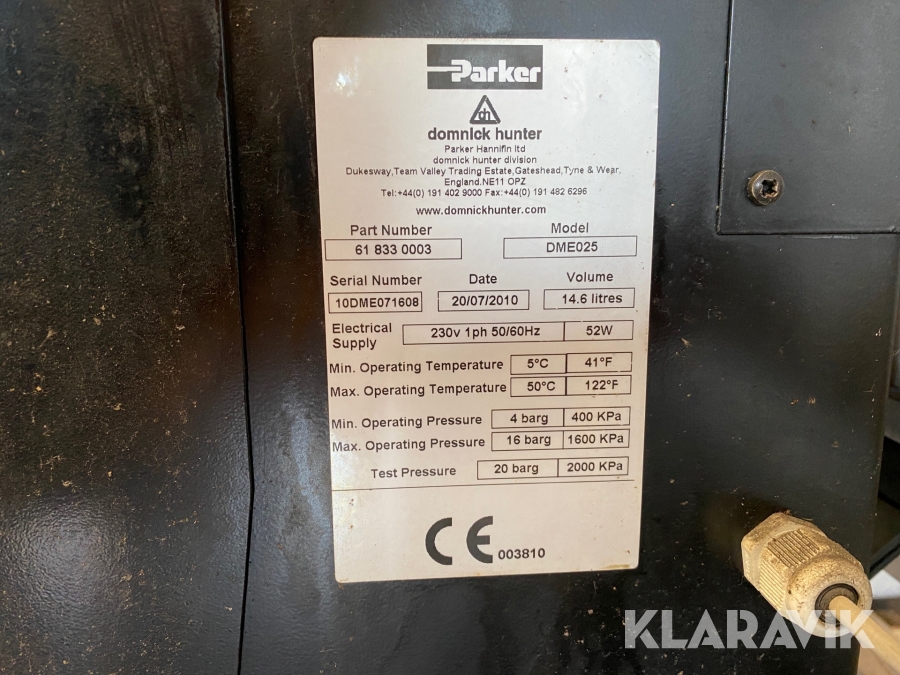 Parker
dh
domnick hunter
Parker Hannifin ltd
domnick hunter division
Dukesway,Team Valley Trading Estate,Gateshead,Tyne & Wear,
England.NE11 OPZ
Tel:+44(0) 191 402 9000 Fax:+44(0) 191 482 6296
www.domnickhunter.com
Part Number Model
61 833 0003 DME025
Serial Number Date Volume
10DME071608 20/07/2010 14.6 litres
Electrical Supply 230v 1ph 50/60Hz 52W
Min. Operating Temperature 5°C 41°F
Max. Operating Temperature 50°C 122°F
Min. Operating Pressure 4 barg 400 KPa
Max. Operating Pressure 16 barg 1600 KPa
Test Pressure 20 barg 2000 KPa
CE 003810
KLARAVIK